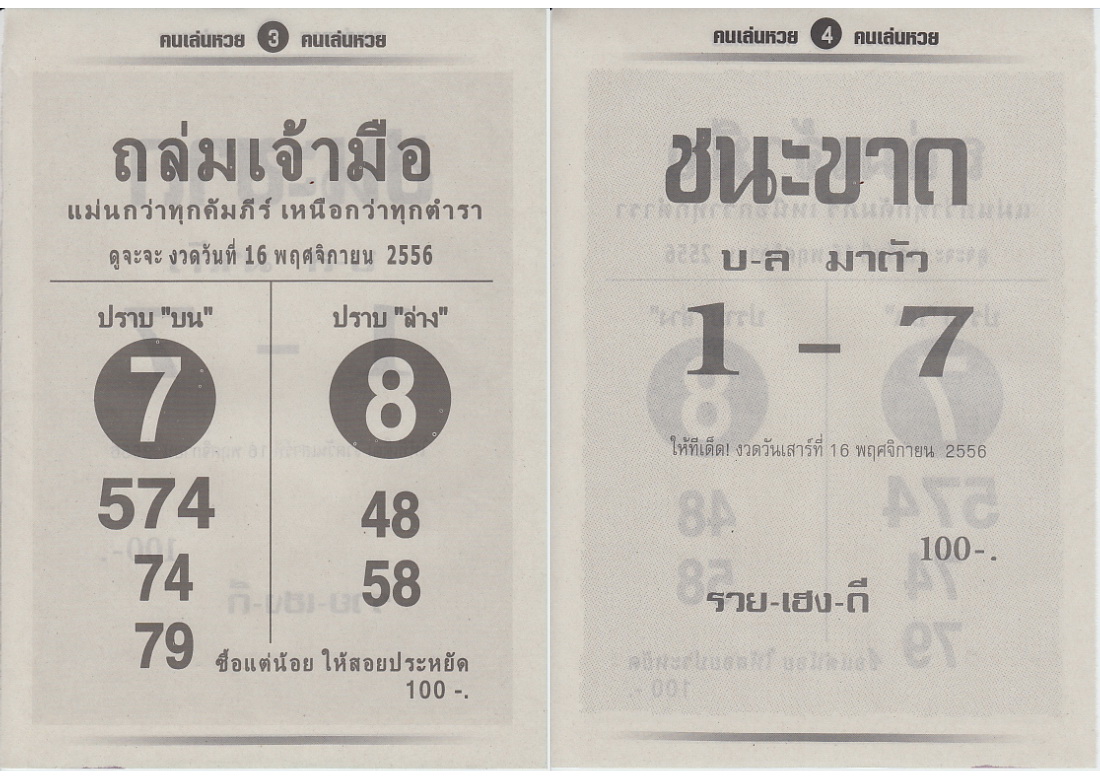 คนเล่นหวย 3 คนเล่นหวย
ถล่มเจ้ามือ
แม่นกว่าทุกคัมภีร์ เหนือกว่าทุกตำรา
ดูจะจะ งวดวันที่ 16 พฤศจิกายน 2556
ปราบ "บน"
7
574
74
79
ปราบ "ล่าง"
8
48
58
ซื้อแต่น้อย ให้สอยประหยัด
100 -.
คนเล่นหวย 4 คนเล่นหวย
ชนะขาด
บ-ล มาตัว
1 - 7
ให้ทีเด็ด! งวดวันเสาร์ที่ 16 พฤศจิกายน 2556
100-.
รวย-เฮง-ดี